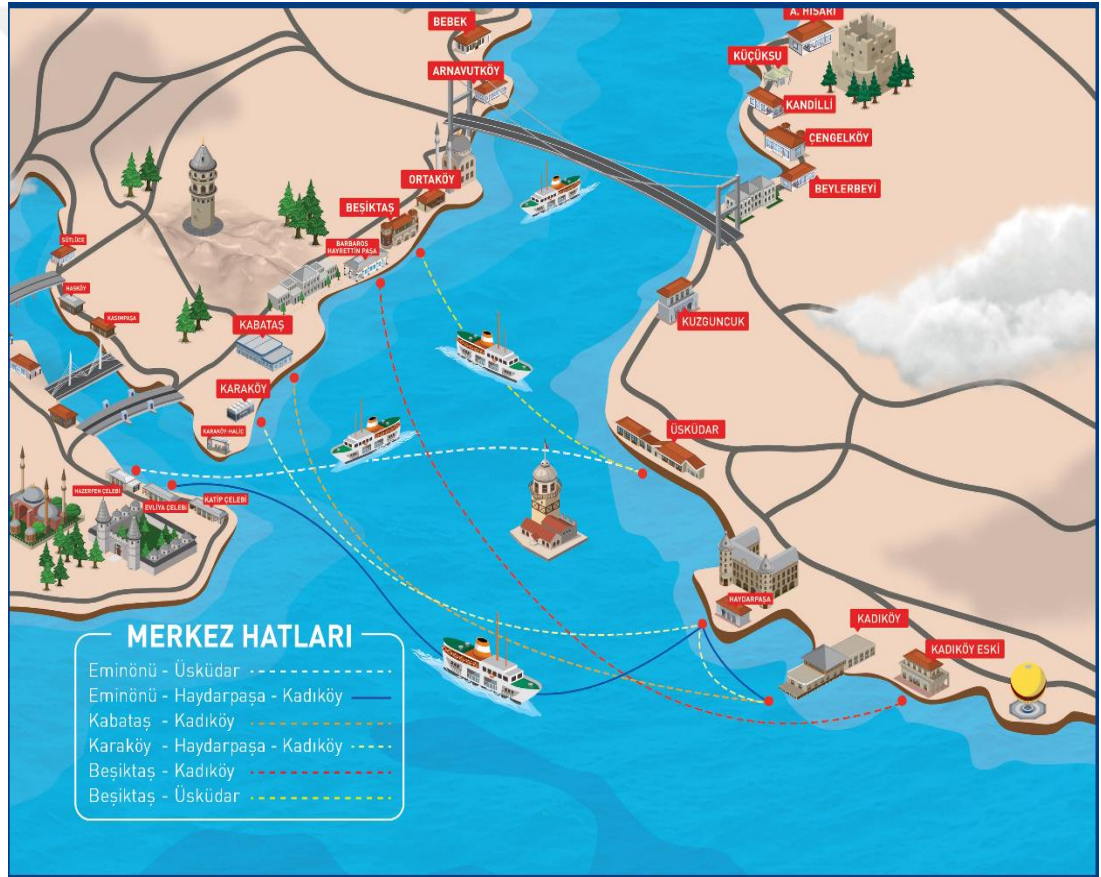 BEBEK
A. HİSARI
KÜÇÜKSU
ARNAVUTKÖY
KANDİLLİ
ÇENGELKÖY
ORTAKÖY
BEYLERBEYİ
BEŞİKTAŞ
SÜTLÜCE
BARBAROS
HAYRETTİN PAŞA
HASKÖY
KASIMPAŞA
KABATAŞ
KUZGUNCUK
KARAKÖY
KARAKÖY-HALİÇ
ÜSKÜDAR
HAZERFEN ÇELEBİ
EVLİYA ÇELEBİ
KATİP ÇELEBİ
HAYDARPAŞA
KADIKÖY
KADIKÖY ESKİ
MERKEZ HATLARI
Eminönü - Üsküdar
Eminönü - Haydarpaşa - Kadıköy
Kabataş - Kadıköy
Karaköy - Haydarpaşa - Kadıköy
Beşiktaş - Kadıköy
Beşiktaş - Üsküdar